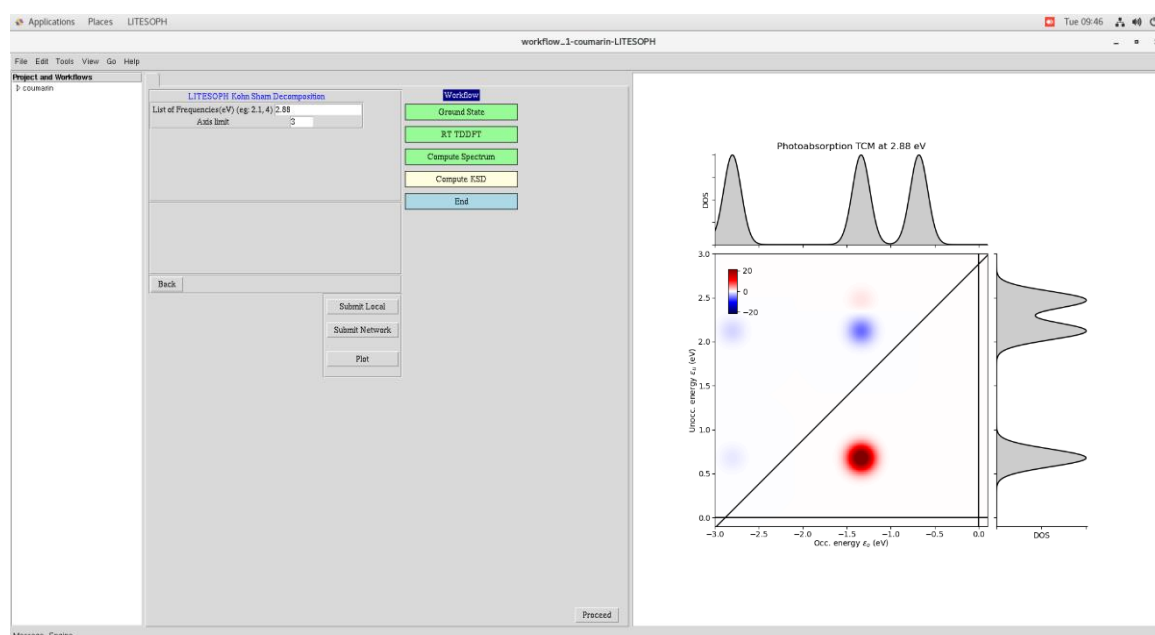 Applications Places LITESOPH
Tue 09:46
workflow_1-coumarin-LITESOPH
File Edit Tools View Go Help
Project and Workflows
coumarin
LITESOPH Kohn Sham Decomposition
List of Frequencies(eV) (eg: 2.1, 4) 2.88
Axis limit 3
Back
Submit Local
Submit Network
Plot
Workflow
Ground State
RT TDDFT
Compute Spectrum
Compute KSD
End
Proceed
Photoabsorption TCM at 2.88 eV
DOS
3.0
2.5
2.0
1.5
1.0
0.5
0.0
20
0
−20
Unocc. energy εᵤ (eV)
−3.0 −2.5 −2.0 −1.5 −1.0 −0.5 0.0
Occ. energy εₒ (eV)
DOS